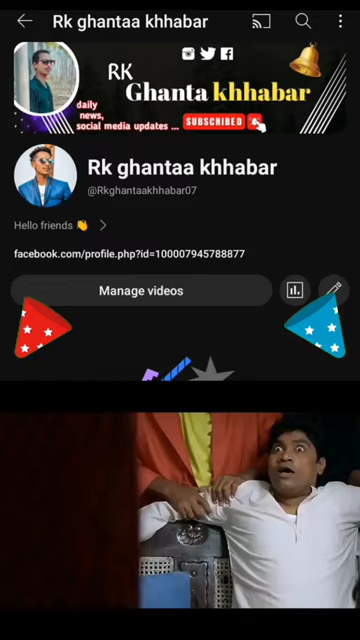 Rk ghantaa khhabar
RK
Ghanta khhabar
daily
news,
social media updates ...
SUBSCRIBED
Rk ghantaa khhabar
@Rkghantaakhhabar07
Hello friends 👏
facebook.com/profile.php?id=100007945788877
Manage videos